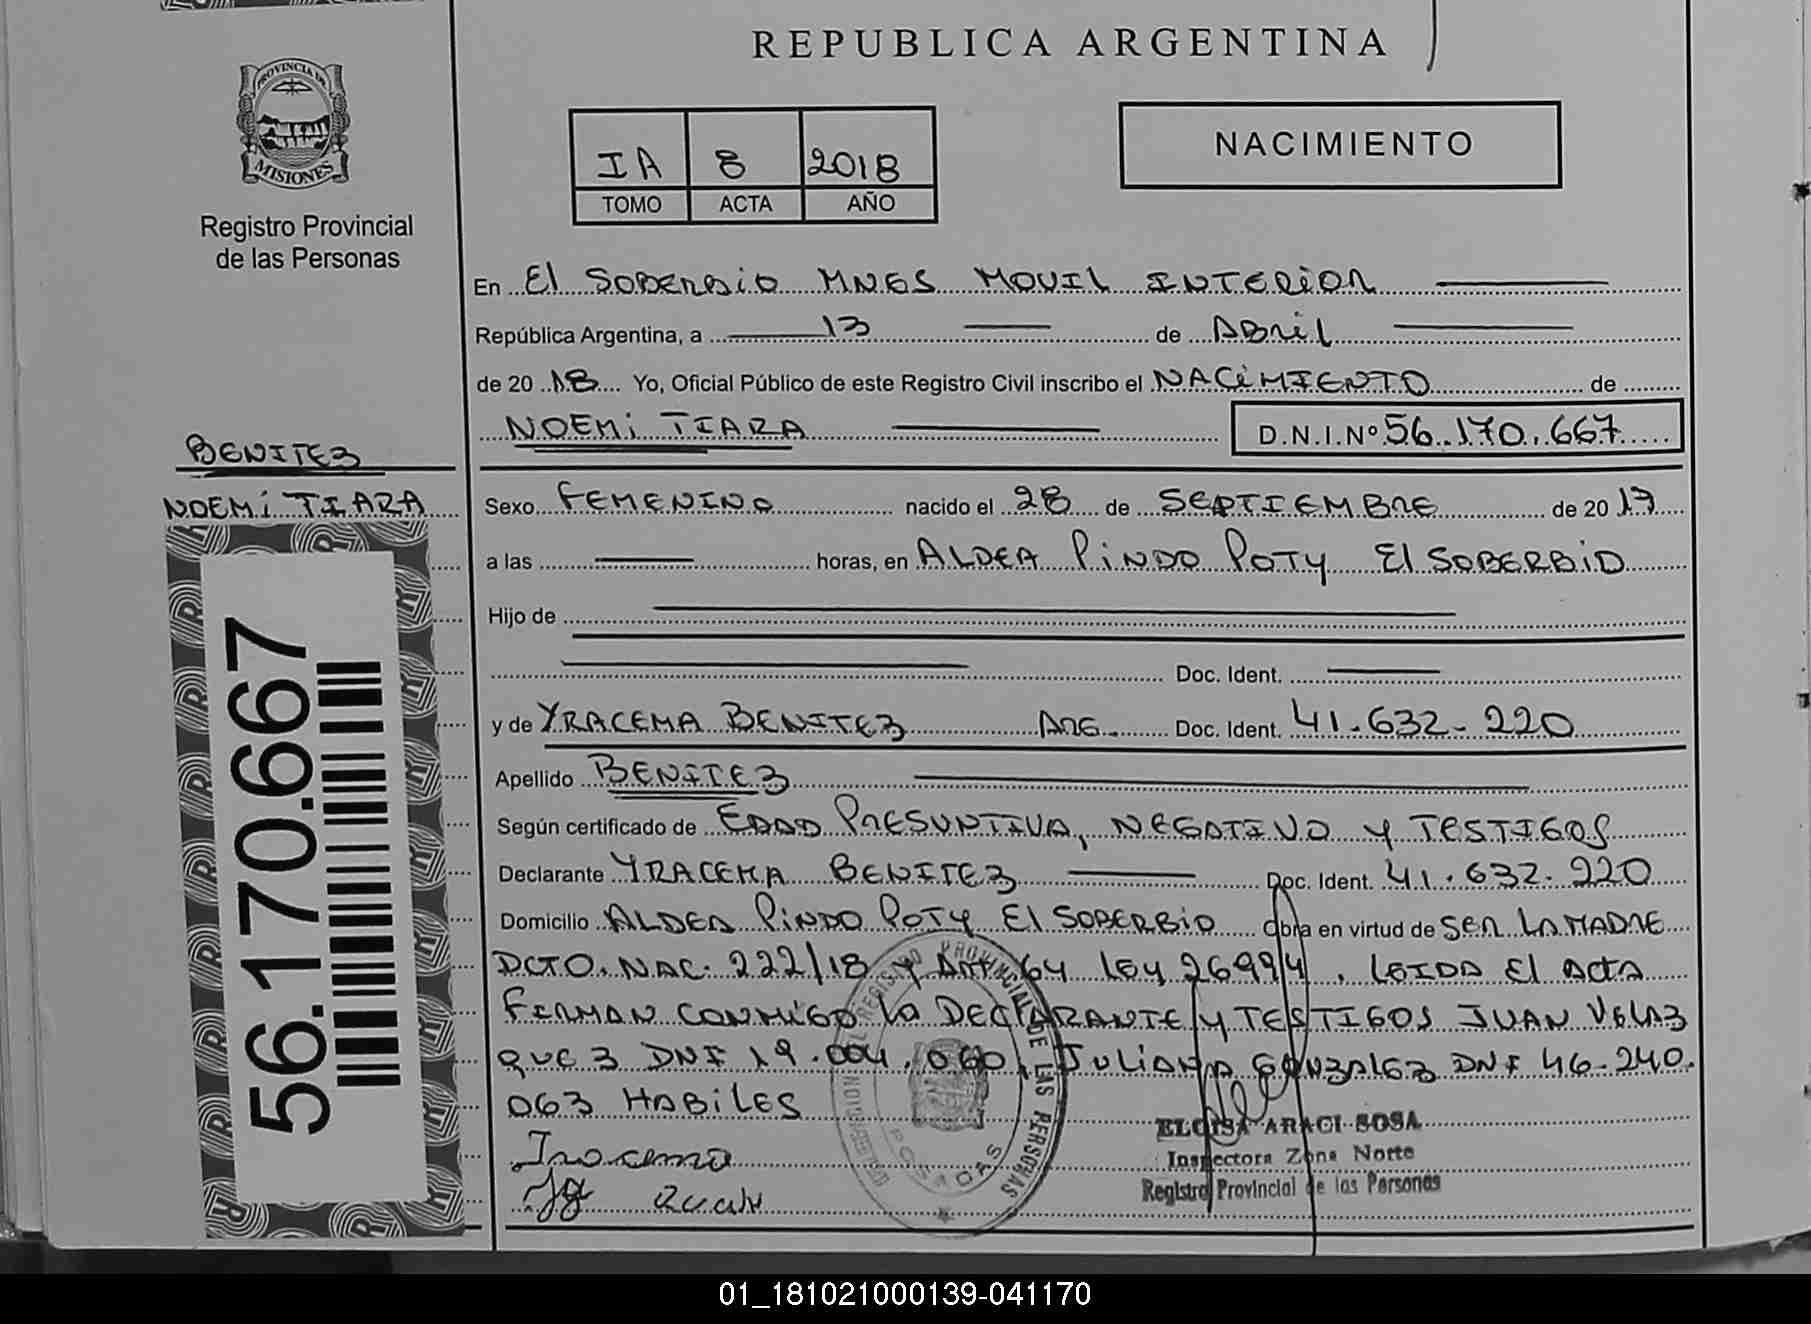 REPUBLICA ARGENTINA
PROVINCIA DE
MISIONES
Registro Provincial
de las Personas
IA 8 2018
TOMO ACTA AÑO
NACIMIENTO
En El SOBERBIO MNES MOVIL INTERIOR
República Argentina, a 13 de ABRIL
de 2018 Yo, Oficial Público de este Registro Civil inscribo el NACIMIENTO de
NOEMI TIARA D.N.I.Nº 56.170.667
BENITEZ
NOEMI TIARA
Sexo FEMENINO nacido el 28 de SEPTIEMBRE de 2017
a las horas, en ALDEA PINDO POTY El SOBERBIO
Hijo de
Doc. Ident.
y de YRACEMA BENITEZ ARG. Doc. Ident. 41.632.220
Apellido BENITEZ
Según certificado de EDAD PRESUNTIVA, NEGATIVO Y TESTIGOS
Declarante YRACEMA BENITEZ Doc. Ident. 41.632.220
Domicilio ALDEA PINDO POTY El SOBERBIO Obra en virtud de SER LA MADRE
DCTO. NAC. 222/18 Y ART 64 LEY 26994, LEIDA El ACTA
FIRMAN CONMIGO LA DECLARANTE Y TESTIGOS JUAN VELAZ
QUEZ DNI 19.004.060, JULIANA GONZALEZ DNI 46.240.
063 HABILES
56.170.667
REGISTRO PROVINCIAL DE LAS PERSONAS
POSADAS
ELOISA ARACI SOSA
Inspectora Zona Norte
Registro Provincial de las Personas
01_181021000139-041170